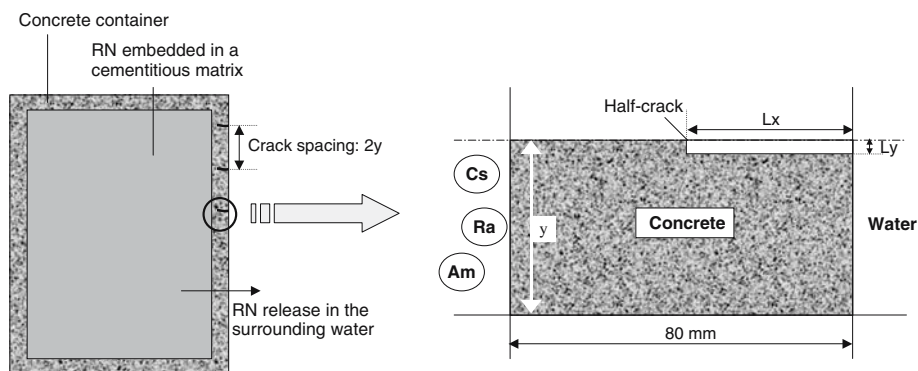 Concrete container
RN embedded in a
cementitious matrix
Crack spacing: 2y
RN release in the
surrounding water
Half-crack
Lx
Ly
Cs
Ra
Am
y
Concrete
Water
80 mm